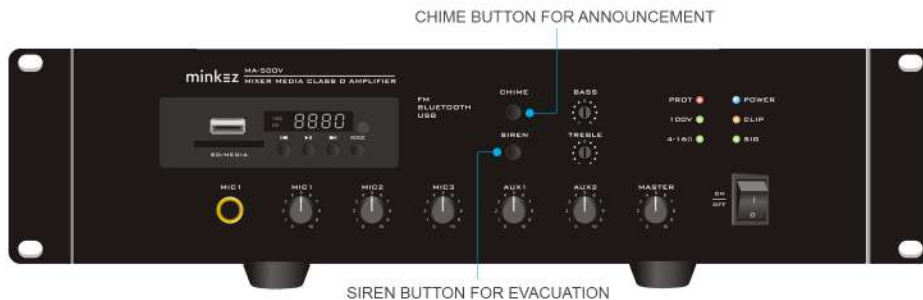 CHIME BUTTON FOR ANNOUNCEMENT
minkez
MA-500V
MIXER MEDIA CLASS D AMPLIFIER
FM
BLUETOOTH
USB
CHIME
BASS
PROT
POWER
8888
100V
CLIP
SIREN
TREBLE
4-16Ω
SIG
MODE
SD/MEDIA
MIC1
MIC1
MIC2
MIC3
AUX1
AUX2
MASTER
ON
OFF
SIREN BUTTON FOR EVACUATION